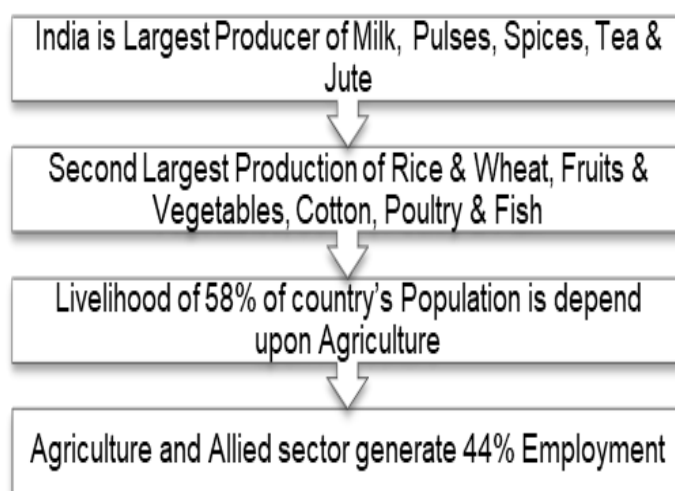 India is Largest Producer of Milk, Pulses, Spices, Tea &
Jute
Second Largest Production of Rice & Wheat, Fruits &
Vegetables, Cotton, Poultry & Fish
Livelihood of 58% of country’s Population is depend
upon Agriculture
Agriculture and Allied sector generate 44% Employment